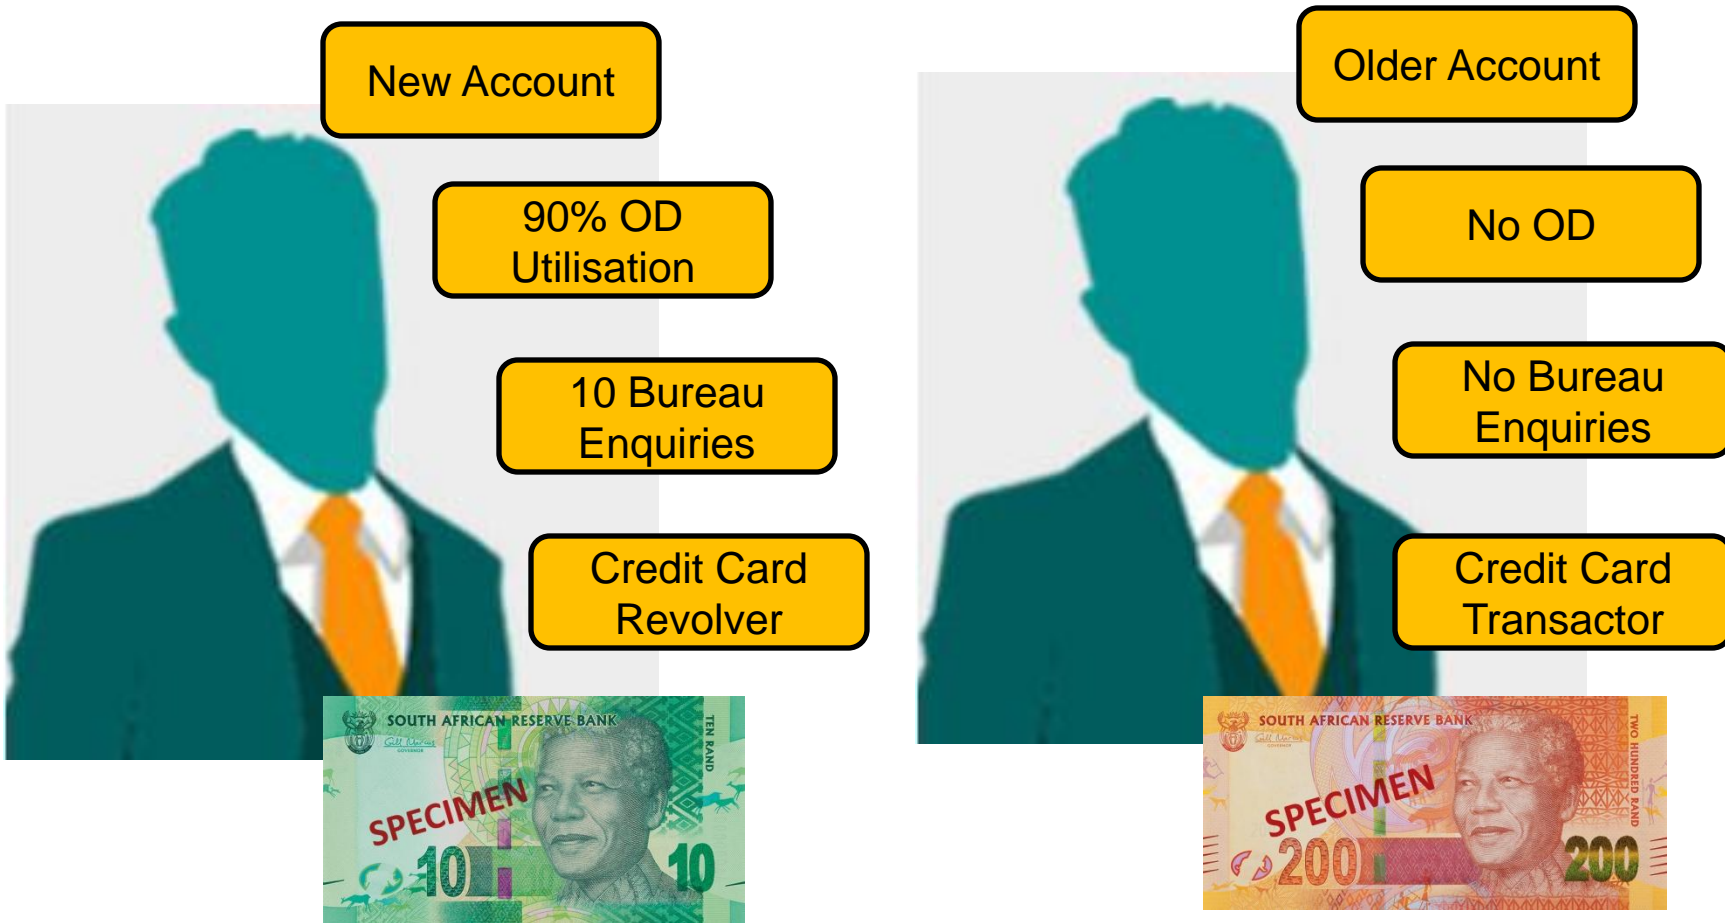 New Account
90% OD
Utilisation
10 Bureau
Enquiries
Credit Card
Revolver
SOUTH AFRICAN RESERVE BANK
GOVERNOR
TEN RAND
SPECIMEN
10
10
Older Account
No OD
No Bureau
Enquiries
Credit Card
Transactor
SOUTH AFRICAN RESERVE BANK
GOVERNOR
TWO HUNDRED RAND
SPECIMEN
200
200